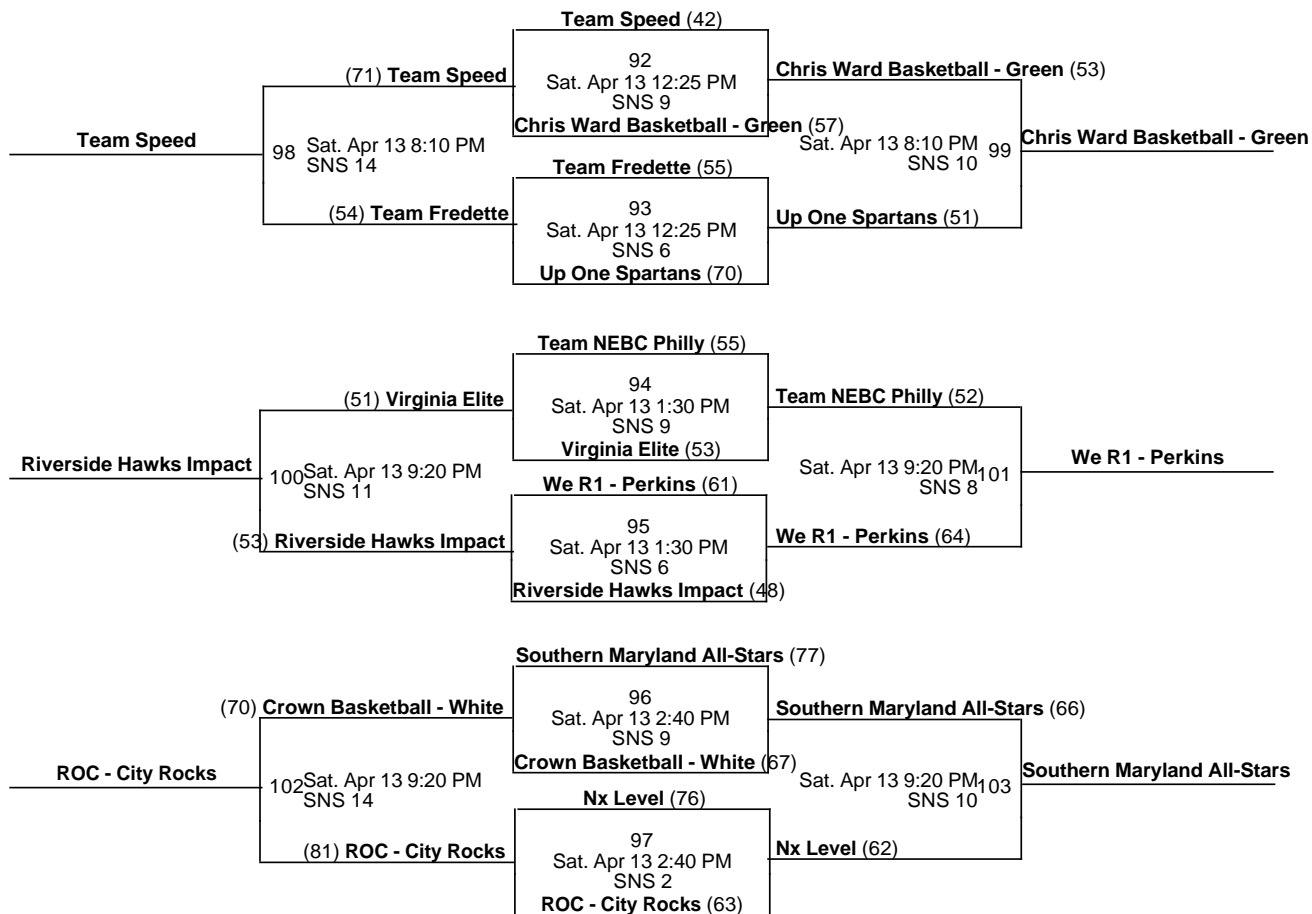 Team Speed (42)
92
(71) Team Speed
Sat. Apr 13 12:25 PM
Chris Ward Basketball - Green (53)
SNS 9
Chris Ward Basketball - Green (57)
Team Speed
98 Sat. Apr 13 8:10 PM
SNS 14
Sat. Apr 13 8:10 PM 99
SNS 10
Chris Ward Basketball - Green
Team Fredette (55)
(54) Team Fredette
93
Sat. Apr 13 12:25 PM
SNS 6
Up One Spartans (51)
Up One Spartans (70)
Team NEBC Philly (55)
94
(51) Virginia Elite
Sat. Apr 13 1:30 PM
Team NEBC Philly (52)
SNS 9
Virginia Elite (53)
Riverside Hawks Impact
100 Sat. Apr 13 9:20 PM
SNS 11
Sat. Apr 13 9:20 PM 101
SNS 8
We R1 - Perkins
We R1 - Perkins (61)
95
(53) Riverside Hawks Impact
Sat. Apr 13 1:30 PM
We R1 - Perkins (64)
SNS 6
Riverside Hawks Impact (48)
Southern Maryland All-Stars (77)
96
(70) Crown Basketball - White
Sat. Apr 13 2:40 PM
Southern Maryland All-Stars (66)
SNS 9
Crown Basketball - White (67)
ROC - City Rocks
102 Sat. Apr 13 9:20 PM
SNS 14
Sat. Apr 13 9:20 PM 103
SNS 10
Southern Maryland All-Stars
Nx Level (76)
97
(81) ROC - City Rocks
Sat. Apr 13 2:40 PM
Nx Level (62)
SNS 2
ROC - City Rocks (63)